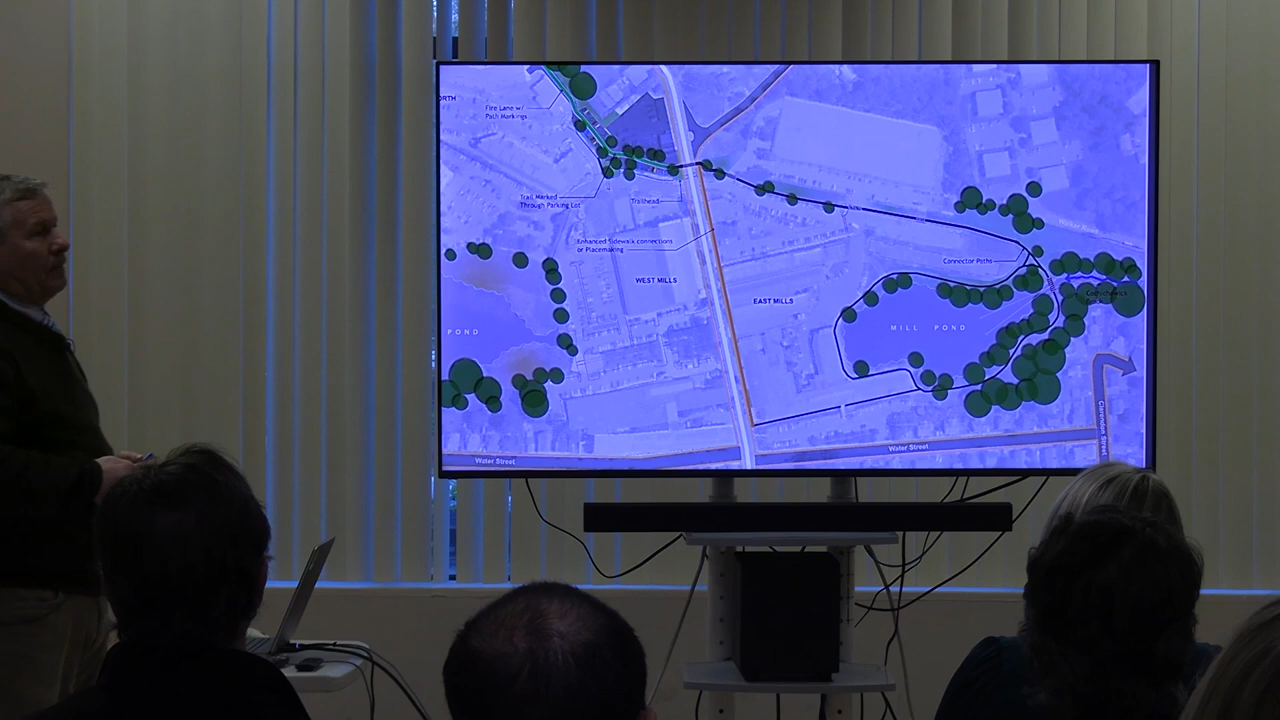 ORTH
Fire Lane w/
Path Markings
Trail Marked
Through Parking Lot
Trailhead
Enhanced Sidewalk connections
or Placemaking
WEST MILLS
EAST MILLS
Connector Paths
Cochichewick
POND
MILL POND
Clarendon Street
Water Street
Water Street